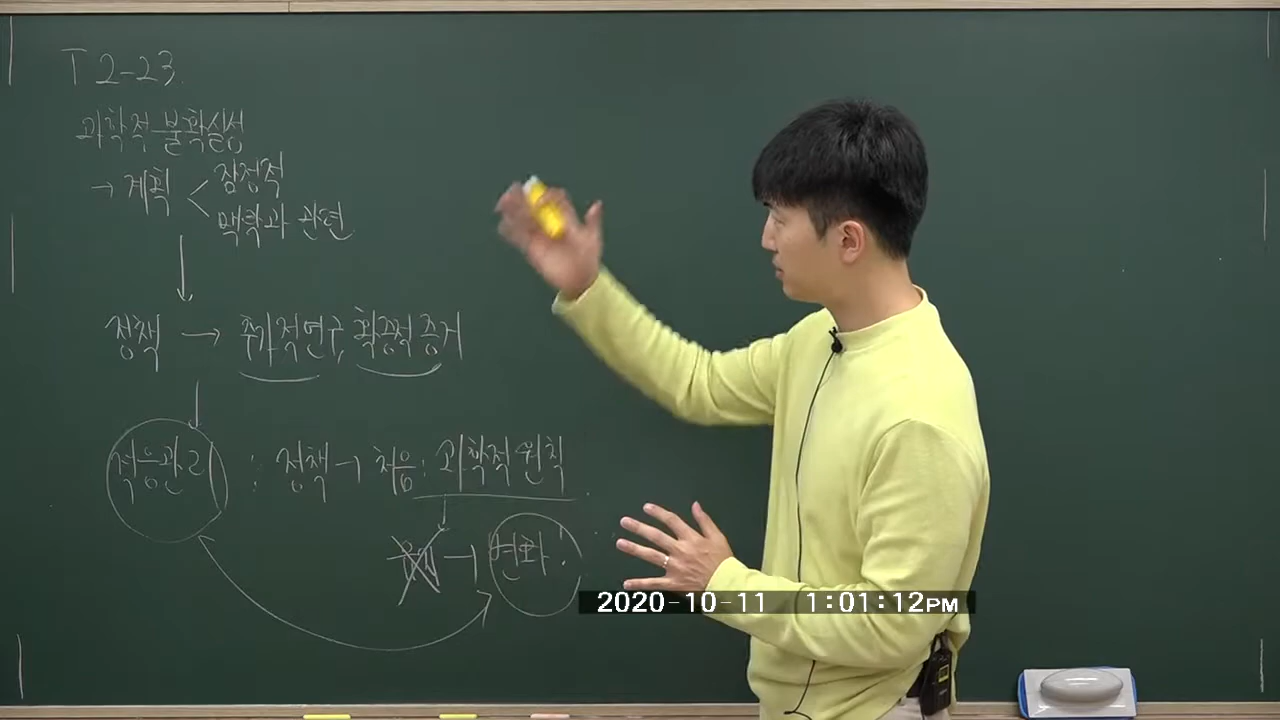 T 2-23.
과학적 불확실성
→ 계획 < 잠정적
맥락과 관련.
정책 → 추가적 연구, 확증적 증거
적응관리 : 정책 → 처음 : 과학적 원칙
→ 변화!
2020-10-11 1:01:12PM